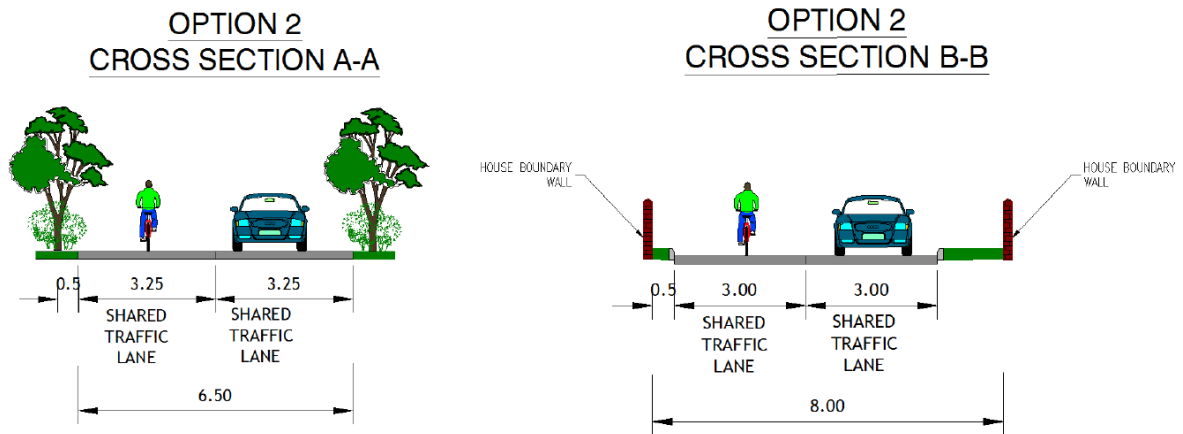 OPTION 2
CROSS SECTION A-A
0.5
3.25
3.25
SHARED
TRAFFIC
LANE
SHARED
TRAFFIC
LANE
6.50
OPTION 2
CROSS SECTION B-B
HOUSE BOUNDARY
WALL
HOUSE BOUNDARY
WALL
0.5
3.00
3.00
SHARED
TRAFFIC
LANE
SHARED
TRAFFIC
LANE
8.00